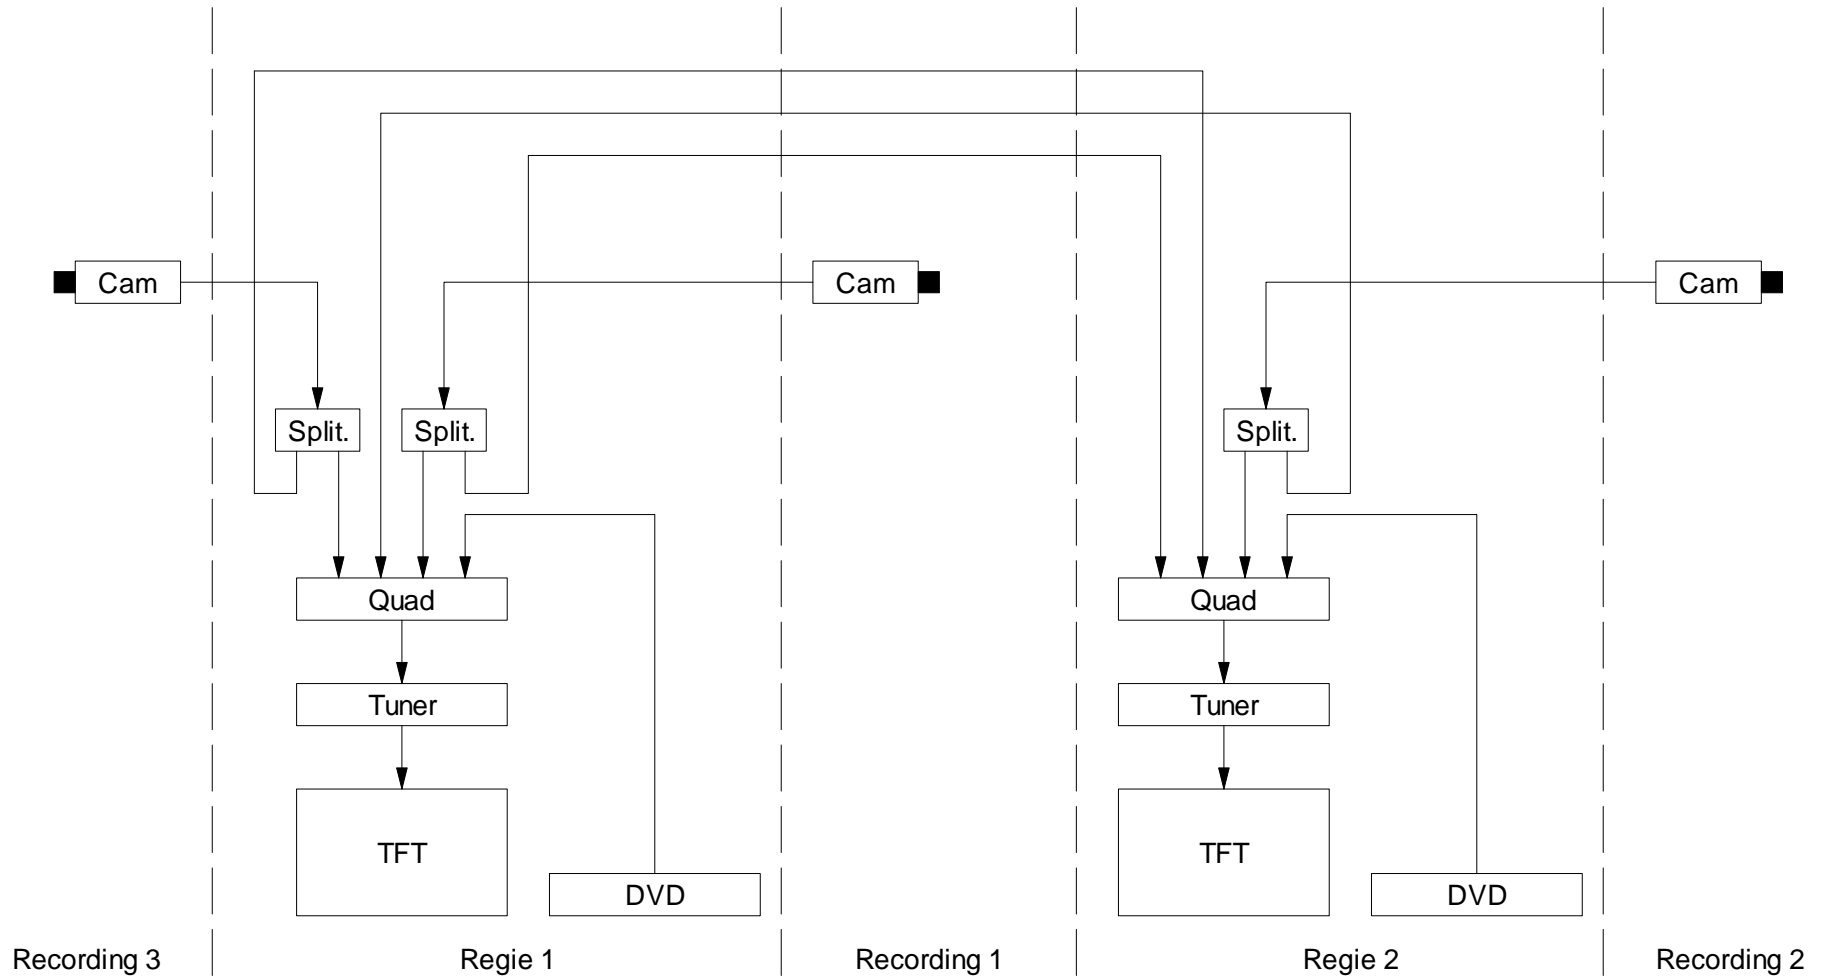 Cam
Cam
Cam
Split.
Split.
Split.
Quad
Quad
Tuner
Tuner
TFT
TFT
DVD
DVD
Recording 3
Regie 1
Recording 1
Regie 2
Recording 2